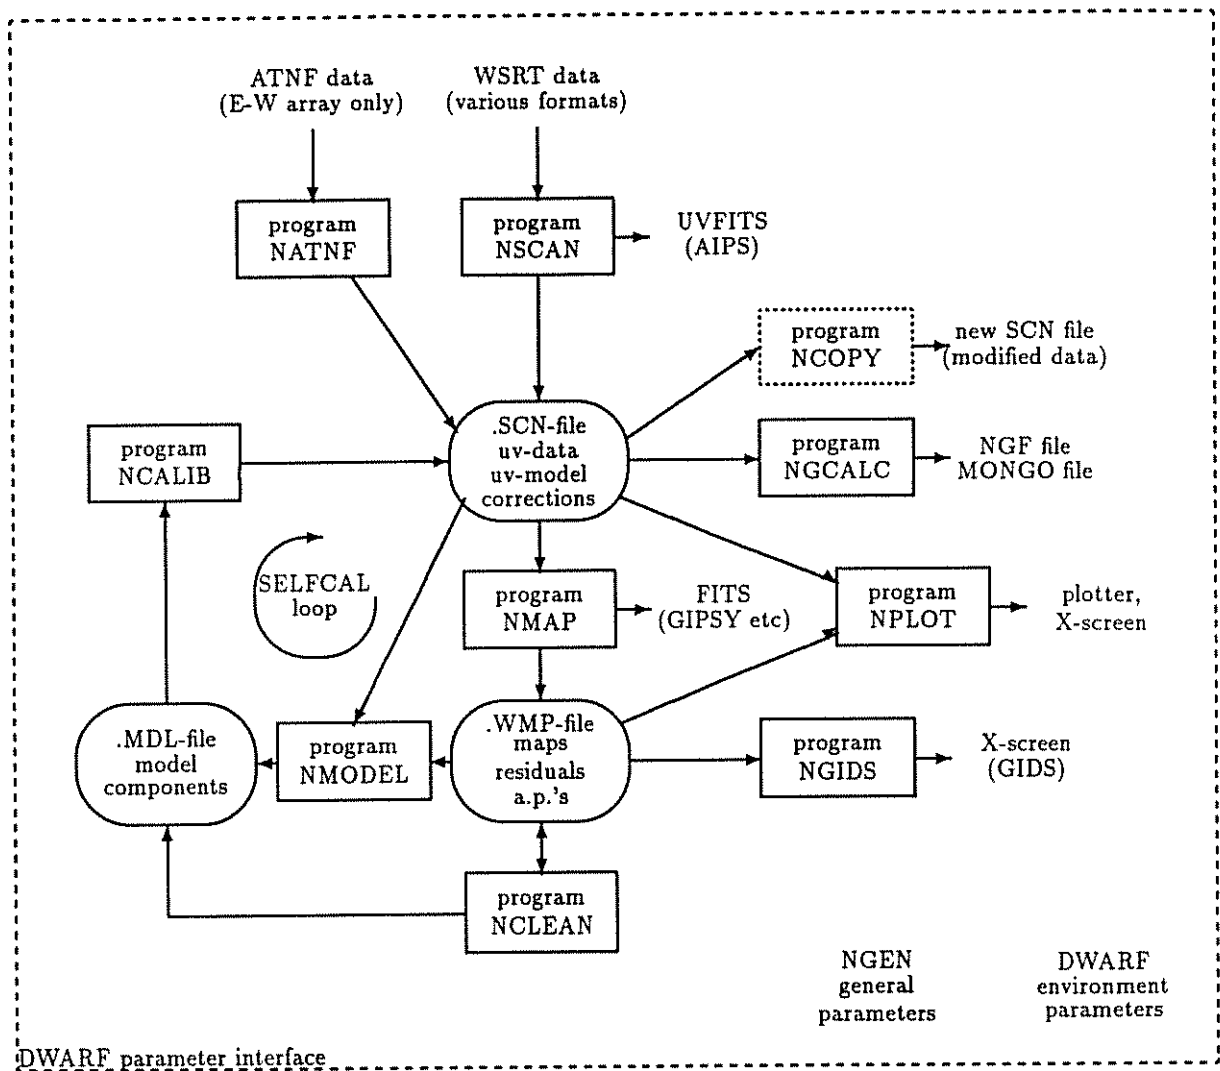 ATNF data
(E-W array only)
WSRT data
(various formats)
program
NATNF
program
NSCAN
UVFITS
(AIPS)
program
NCOPY
new SCN file
(modified data)
program
NCALIB
.SCN-file
uv-data
uv-model
corrections
program
NGCALC
NGF file
MONGO file
SELFCAL
loop
program
NMAP
FITS
(GIPSY etc)
program
NPLOT
plotter,
X-screen
.MDL-file
model
components
program
NMODEL
.WMP-file
maps
residuals
a.p.'s
program
NGIDS
X-screen
(GIDS)
program
NCLEAN
NGEN
general
parameters
DWARF
environment
parameters
DWARF parameter interface